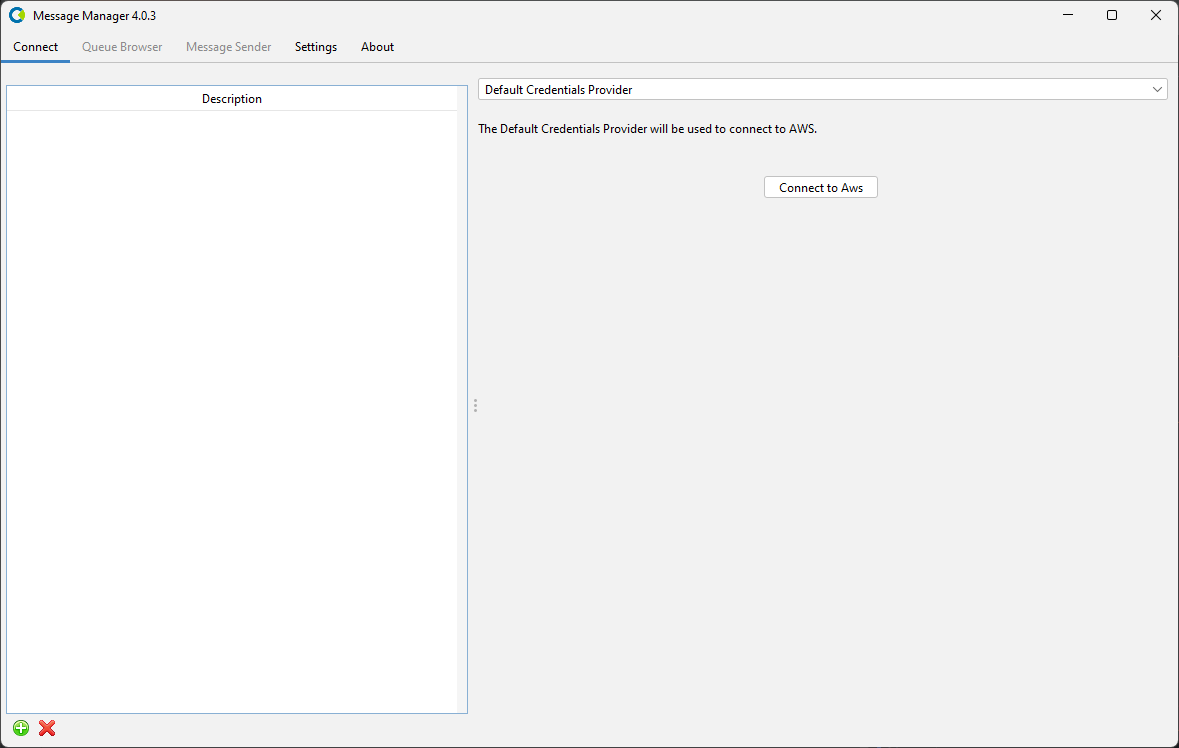 Message Manager 4.0.3
Connect Queue Browser Message Sender Settings About
Description
Default Credentials Provider
The Default Credentials Provider will be used to connect to AWS.
Connect to Aws